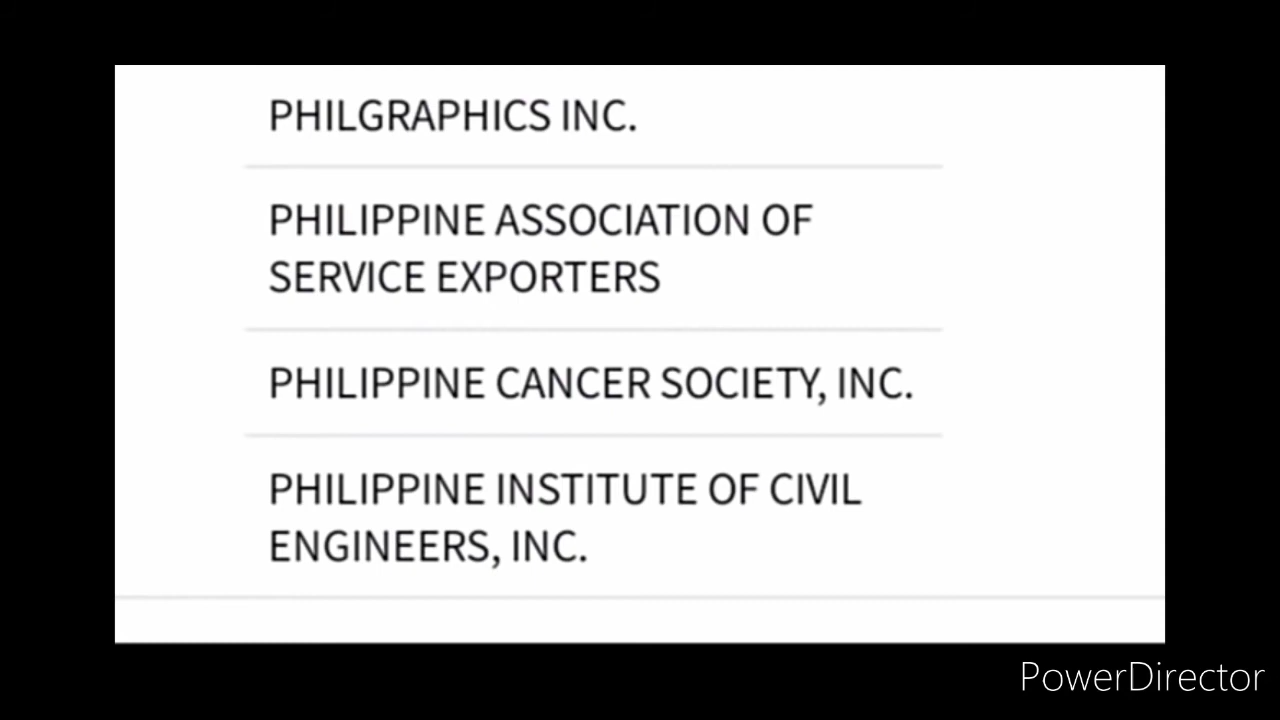 PHILGRAPHICS INC.
PHILIPPINE ASSOCIATION OF
SERVICE EXPORTERS
PHILIPPINE CANCER SOCIETY, INC.
PHILIPPINE INSTITUTE OF CIVIL
ENGINEERS, INC.
PowerDirector